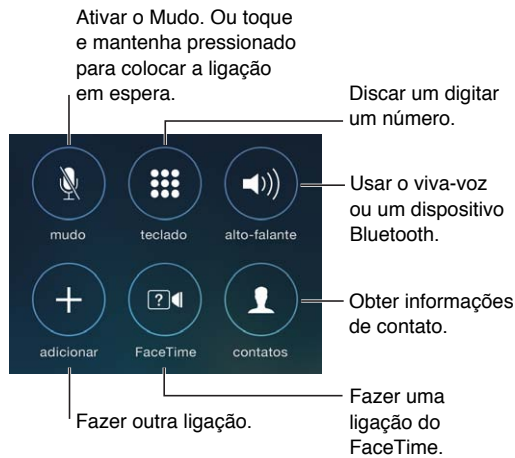 Ativar o Mudo. Ou toque
e mantenha pressionado
para colocar a ligação
em espera.
Discar um digitar
um número.
Usar o viva-voz
ou um dispositivo
Bluetooth.
mudo
teclado
alto-falante
Obter informações
de contato.
adicionar
FaceTime
contatos
Fazer outra ligação.
Fazer uma
ligação do
FaceTime.